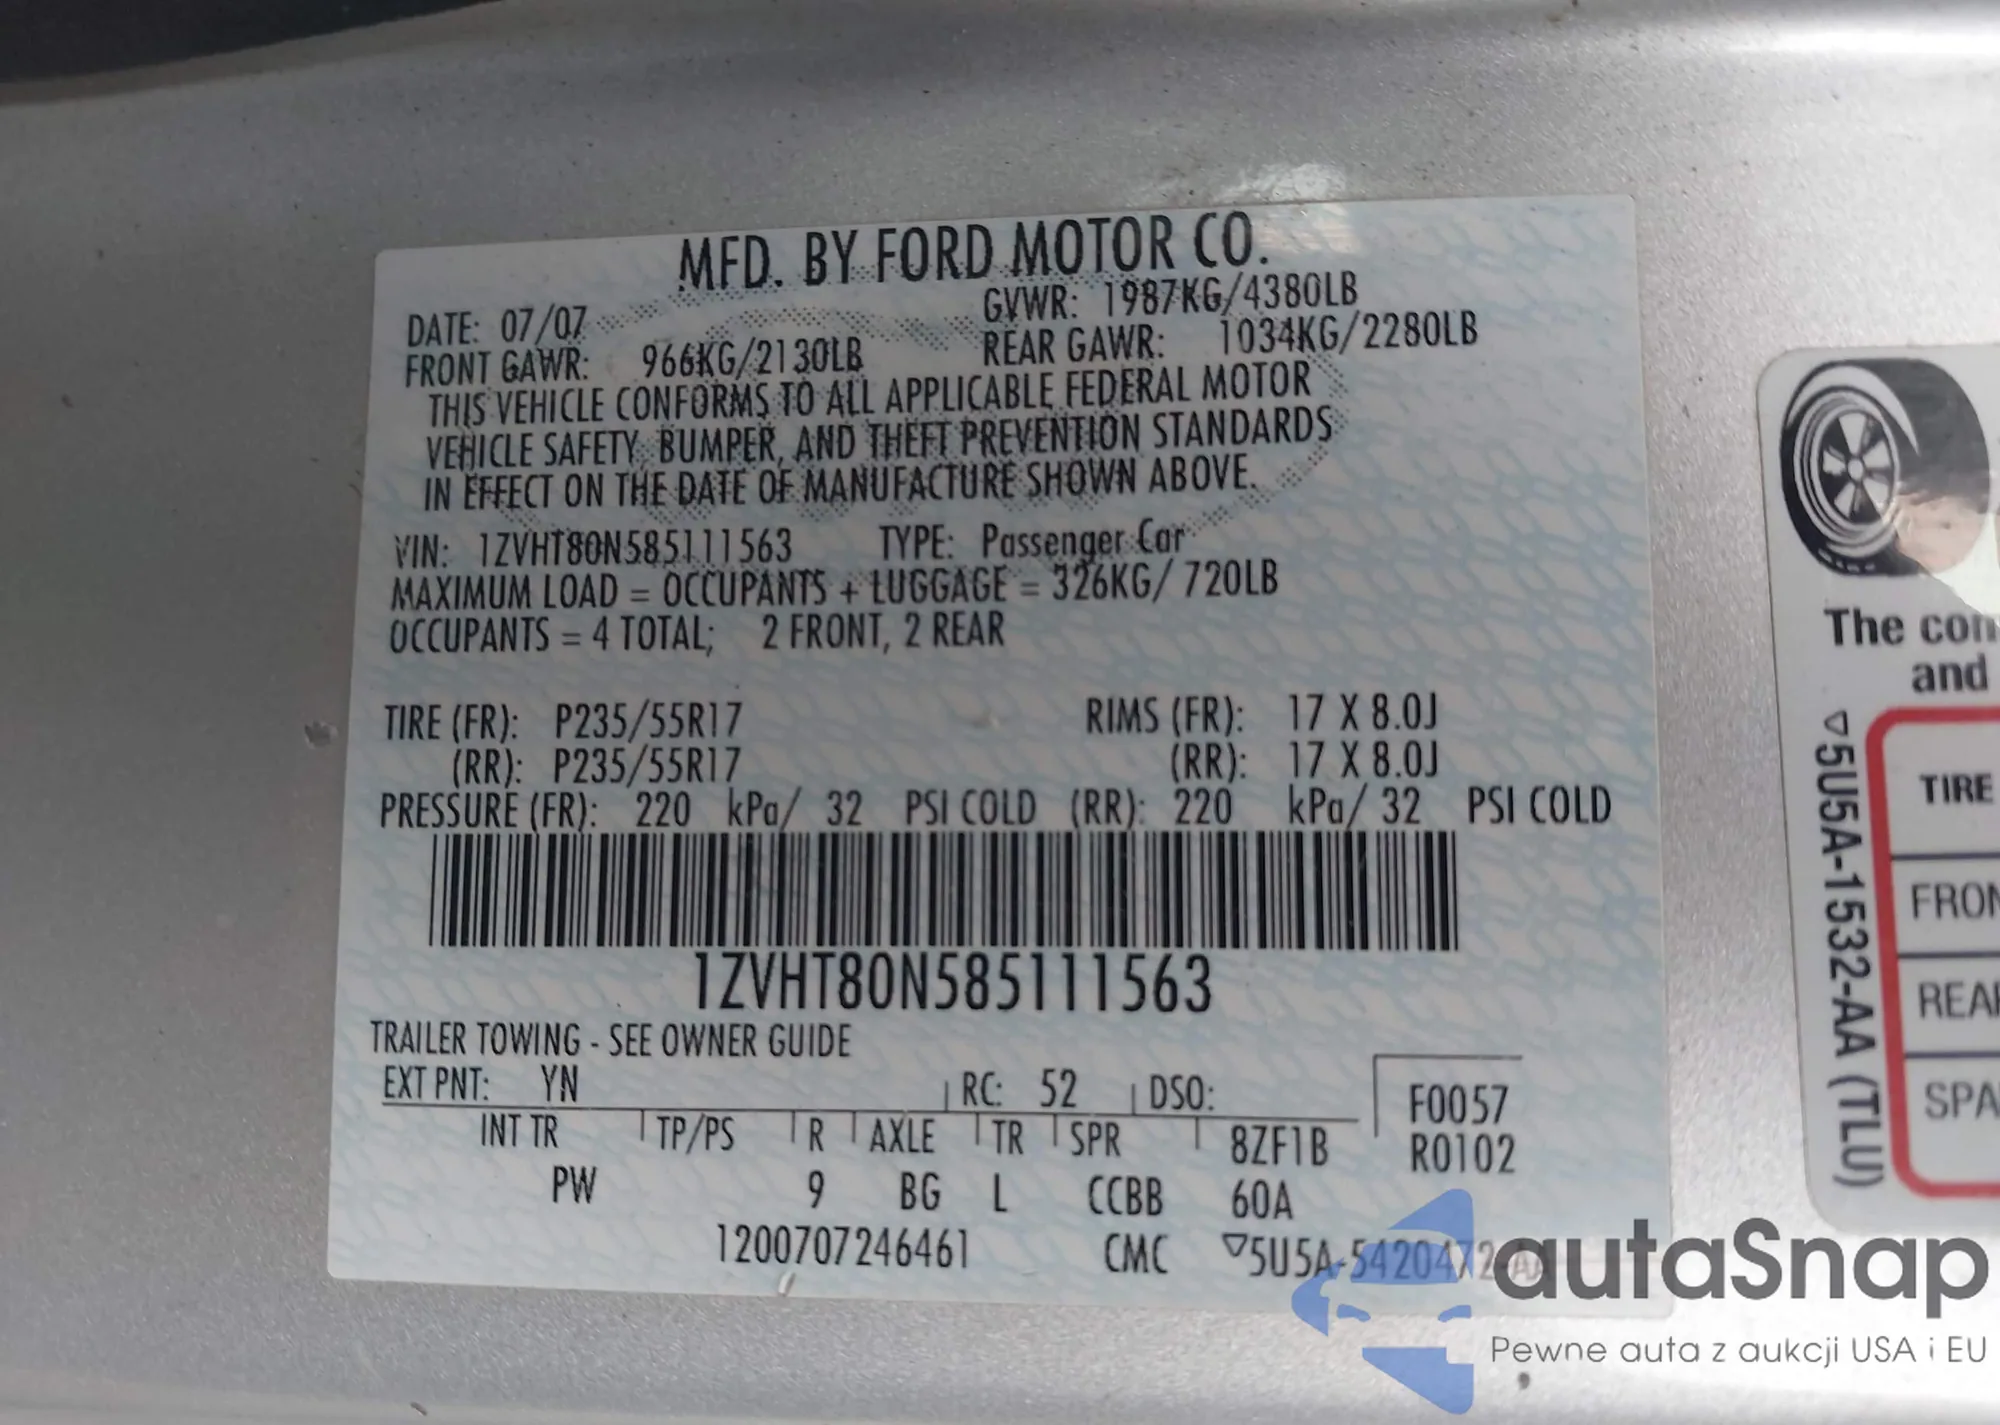 MFD. BY FORD MOTOR CO.
DATE: 07/07 GVWR: 1987KG/4380LB
FRONT GAWR: 966KG/2130LB REAR GAWR: 1034KG/2280LB
THIS VEHICLE CONFORMS TO ALL APPLICABLE FEDERAL MOTOR
VEHICLE SAFETY, BUMPER, AND THEFT PREVENTION STANDARDS
IN EFFECT ON THE DATE OF MANUFACTURE SHOWN ABOVE.
VIN: 1ZVHT80N585111563 TYPE: Passenger Car
MAXIMUM LOAD = OCCUPANTS + LUGGAGE = 326KG/ 720LB
OCCUPANTS = 4 TOTAL; 2 FRONT, 2 REAR
TIRE (FR): P235/55R17 RIMS (FR): 17 X 8.0J
(RR): P235/55R17 (RR): 17 X 8.0J
PRESSURE (FR): 220 kPa/ 32 PSI COLD (RR): 220 kPa/ 32 PSI COLD
1ZVHT80N585111563
TRAILER TOWING - SEE OWNER GUIDE
EXT PNT: YN RC: 52 DSO: F0057
INT TR TP/PS R AXLE TR SPR 8ZF1B R0102
PW 9 BG L CCBB 60A
1200707246461 CMC ▽5U5A-5420472-AA
The con
and
▽5U5A-1532-AA (TLU)
TIRE
FRON
REAR
SPA
autaSnap
Pewne auta z aukcji USA i EU